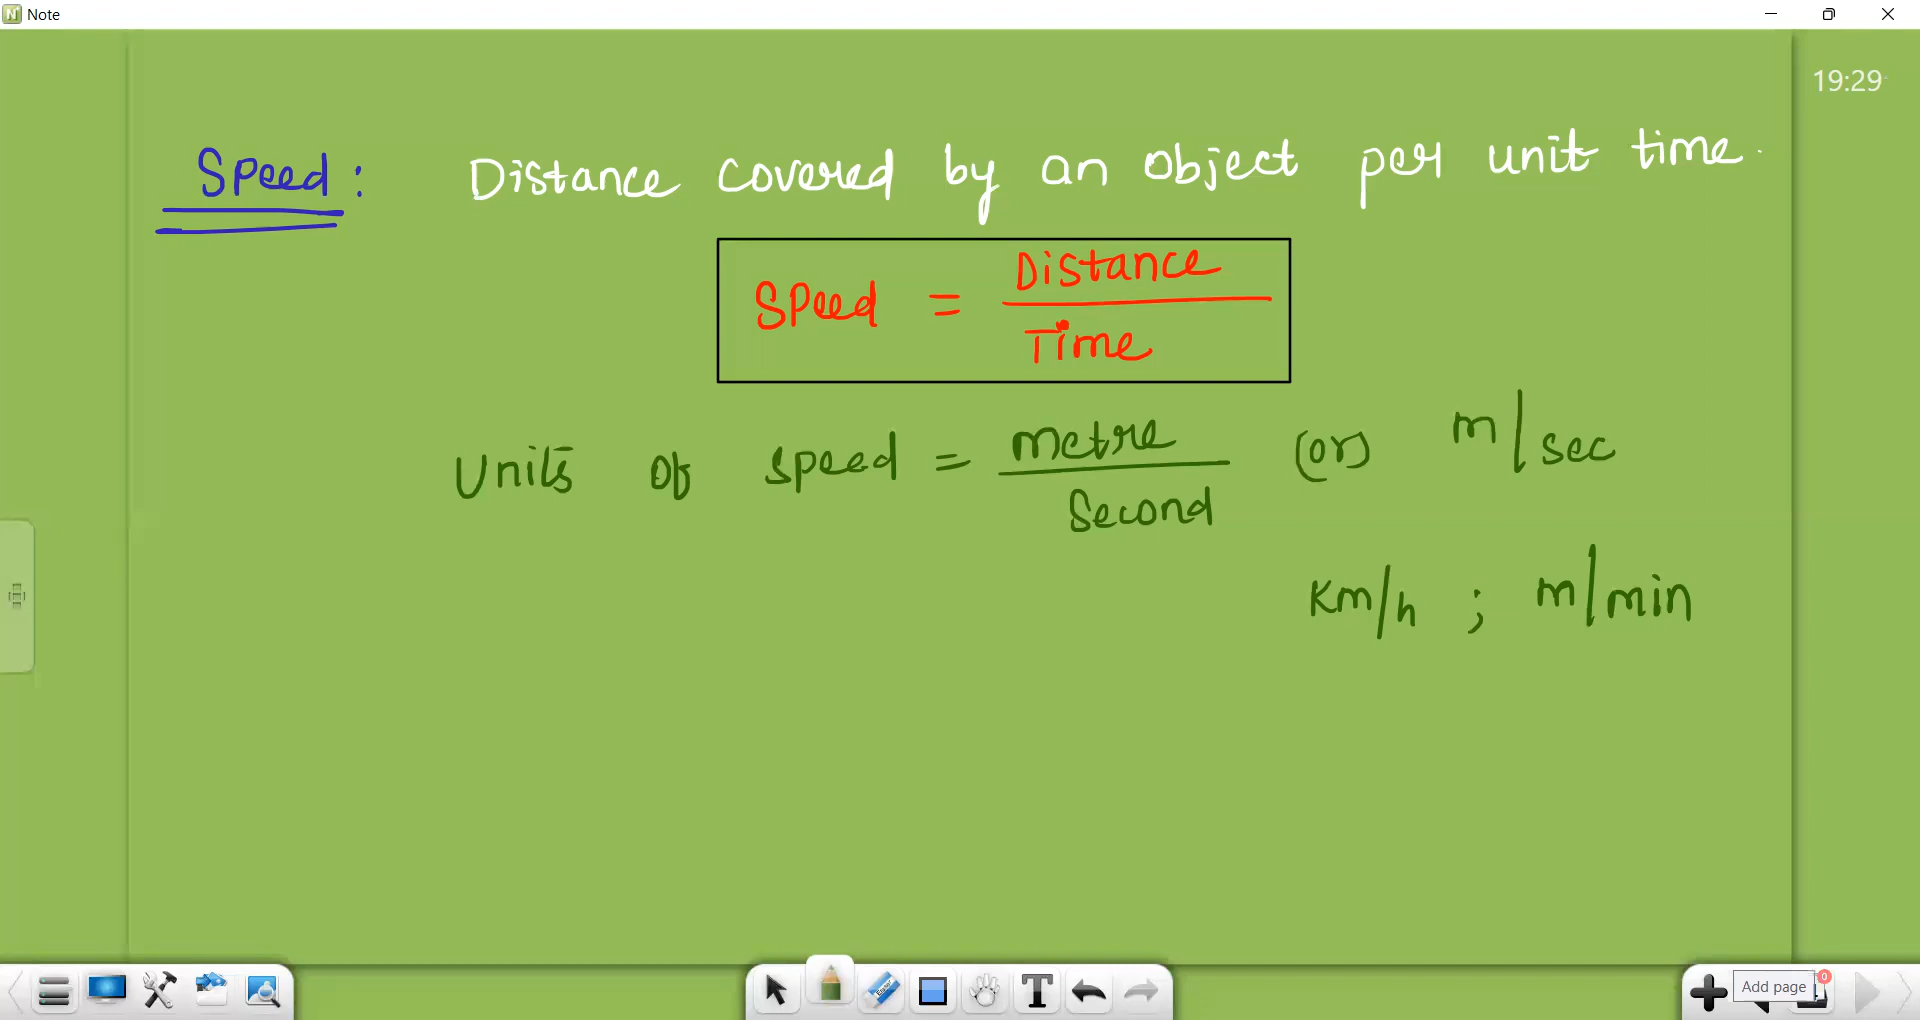 Note
19:29
Speed: Distance covered by an object per unit time.
Speed = Distance / Time
Units of speed = metre / Second (or) m/sec
Km/h ; m/min
Add page
0